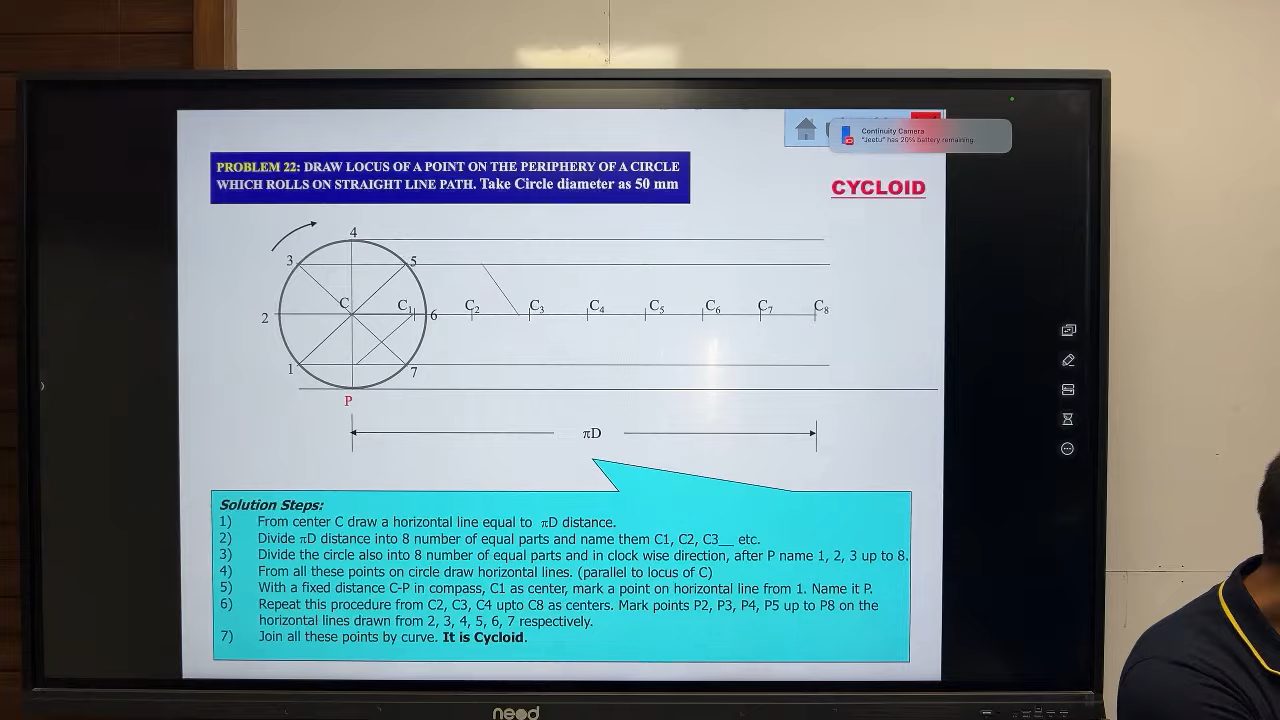 Continuity Camera
"Jeetu" has 20% battery remaining.
PROBLEM 22: DRAW LOCUS OF A POINT ON THE PERIPHERY OF A CIRCLE
WHICH ROLLS ON STRAIGHT LINE PATH. Take Circle diameter as 50 mm
CYCLOID
4
3
5
C
C1
C2
C3
C4
C5
C6
C7
C8
2
6
1
7
P
πD
Solution Steps:
1) From center C draw a horizontal line equal to πD distance.
2) Divide πD distance into 8 number of equal parts and name them C1, C2, C3__ etc.
3) Divide the circle also into 8 number of equal parts and in clock wise direction, after P name 1, 2, 3 up to 8.
4) From all these points on circle draw horizontal lines. (parallel to locus of C)
5) With a fixed distance C-P in compass, C1 as center, mark a point on horizontal line from 1. Name it P.
6) Repeat this procedure from C2, C3, C4 upto C8 as centers. Mark points P2, P3, P4, P5 up to P8 on the
horizontal lines drawn from 2, 3, 4, 5, 6, 7 respectively.
7) Join all these points by curve. It is Cycloid.
neod